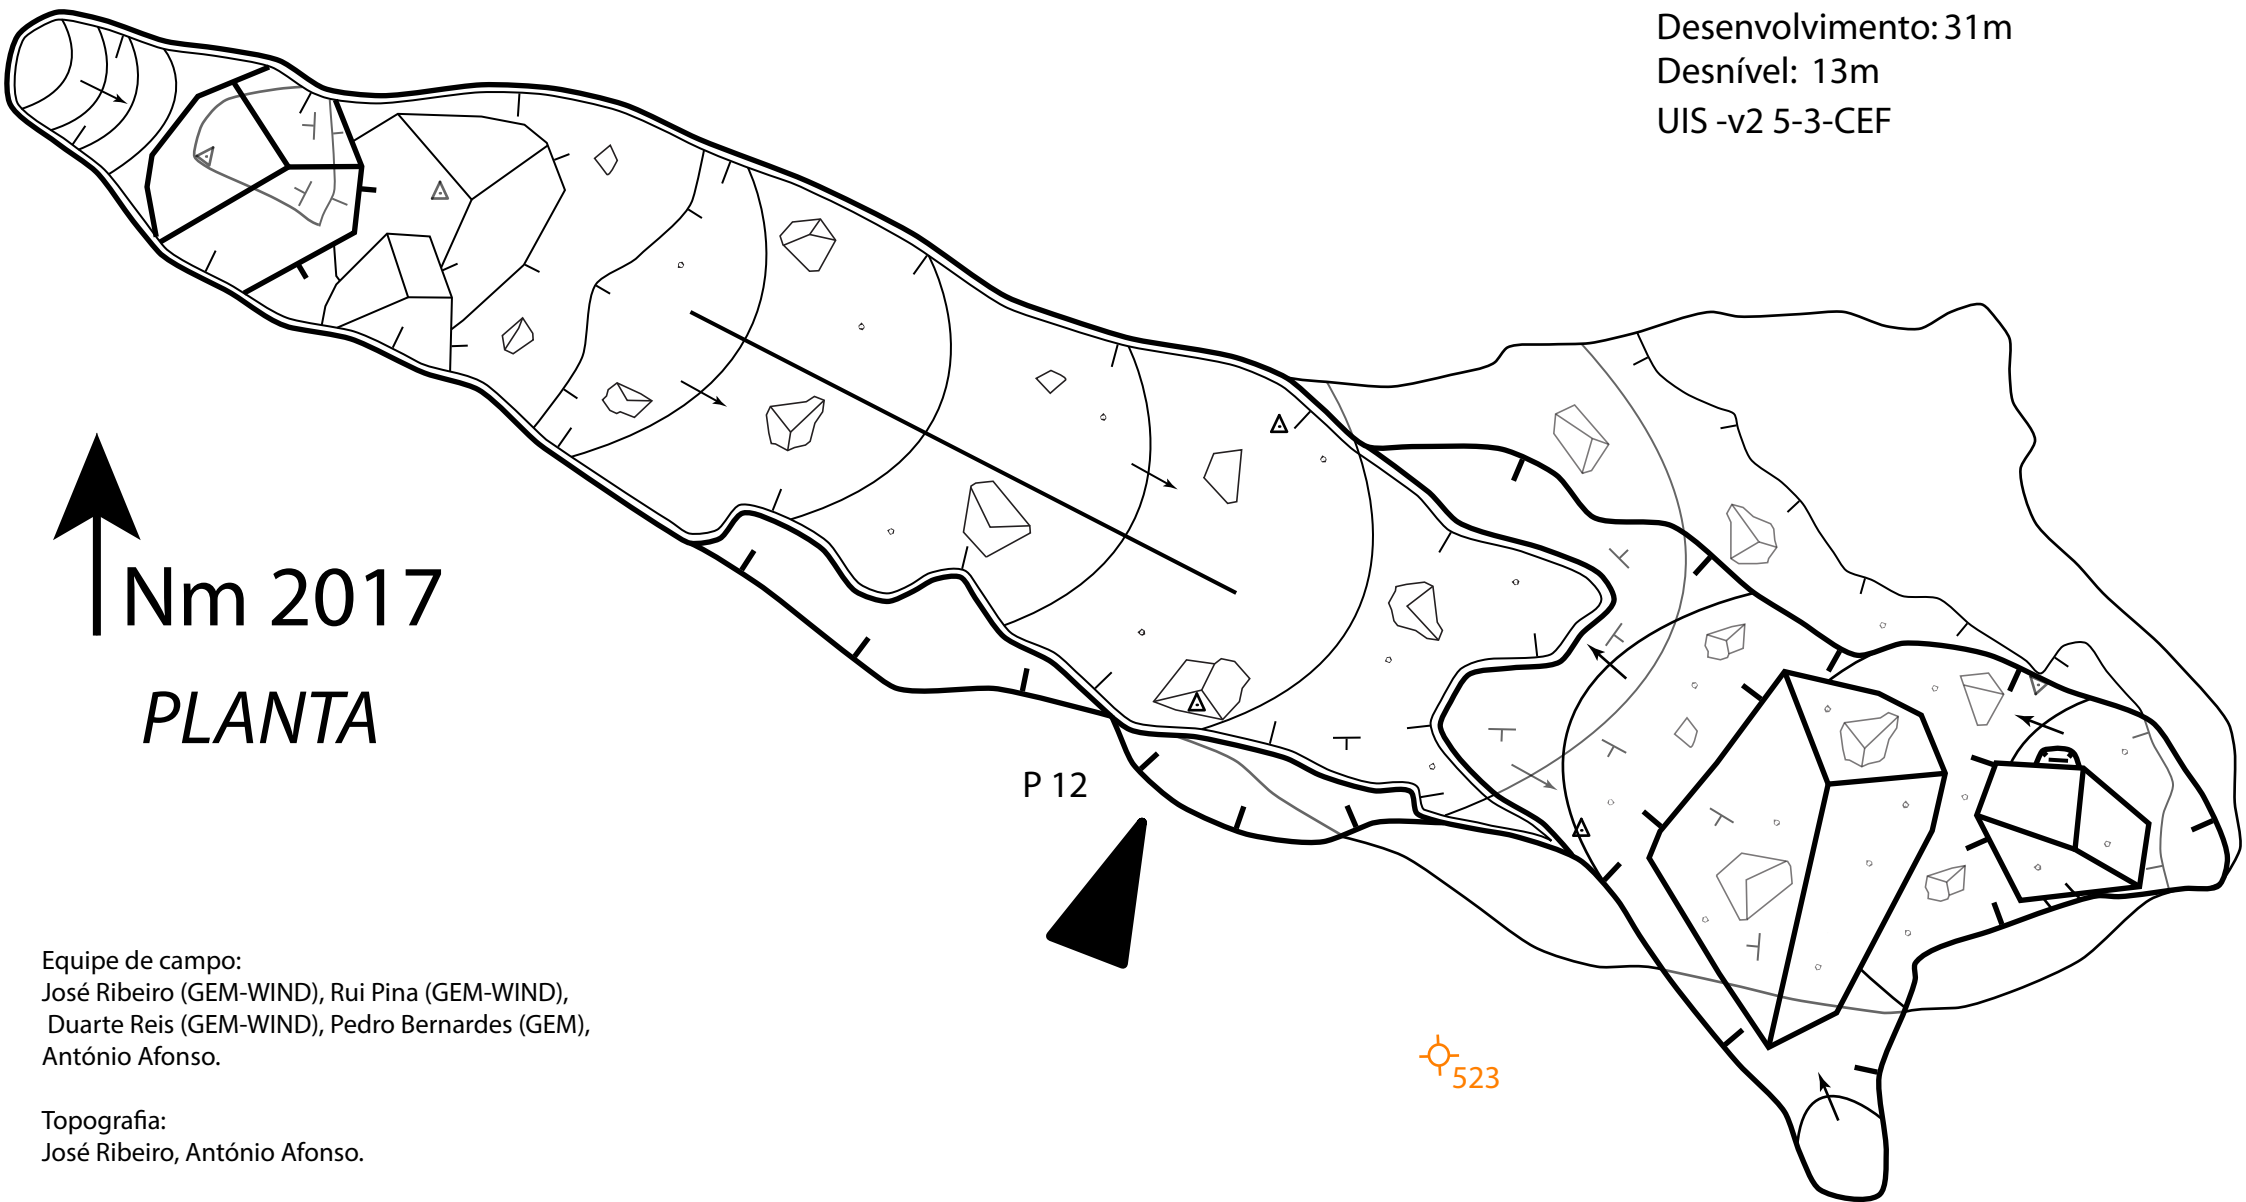 Desenvolvimento: 31m
Desnível: 13m
UIS -v2 5-3-CEF
Nm 2017
PLANTA
P 12
523
Equipe de campo:
José Ribeiro (GEM-WIND), Rui Pina (GEM-WIND),
Duarte Reis (GEM-WIND), Pedro Bernardes (GEM),
António Afonso.
Topografia:
José Ribeiro, António Afonso.